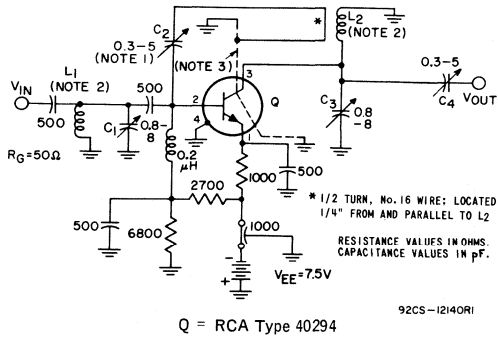 C2
0.3-5
(NOTE 1)
(NOTE 3)
*
L2
(NOTE 2)
0.3-5
VIN
L1
(NOTE 2)
500
500
C1
0.8-
8
2
3
4
1
Q
C3
0.8
-8
C4
VOUT
RG=50Ω
0.2
μH
2700
1000
500
500
6800
1000
-
+
VEE=7.5V
* 1/2 TURN, No.16 WIRE; LOCATED
1/4" FROM AND PARALLEL TO L2
RESISTANCE VALUES IN OHMS.
CAPACITANCE VALUES IN pF.
92CS-12140R1
Q = RCA Type 40294